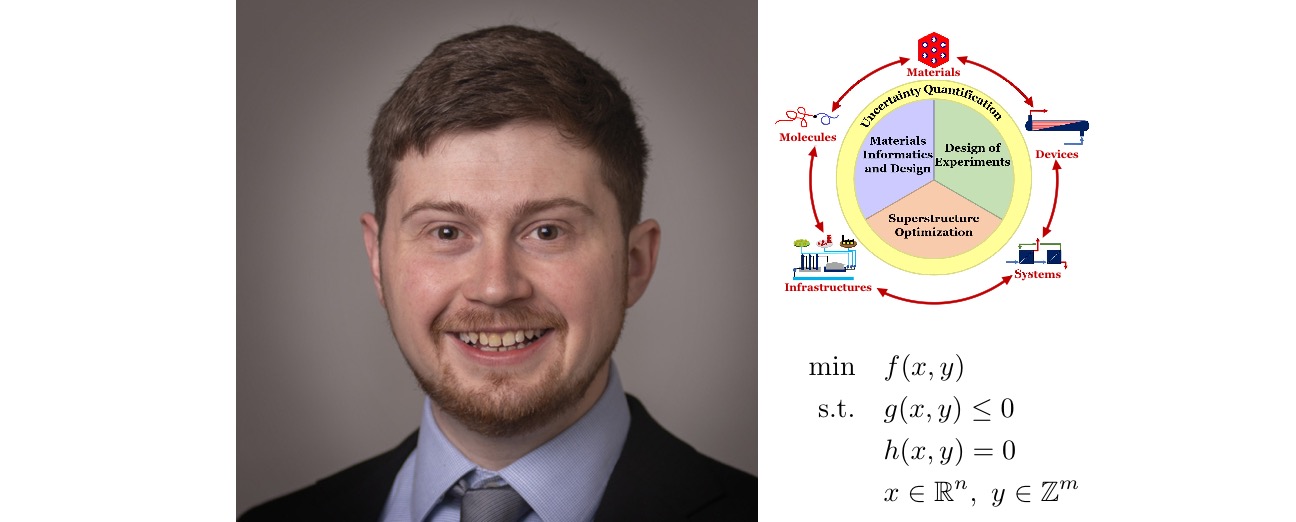 Materials
Uncertainty Quantification
Molecules
Materials
Informatics
and Design
Design of
Experiments
Devices
Superstructure
Optimization
Infrastructures
Systems
min f(x, y)
s.t. g(x, y) ≤ 0
h(x, y) = 0
x ∈ ℝⁿ, y ∈ ℤᵐ